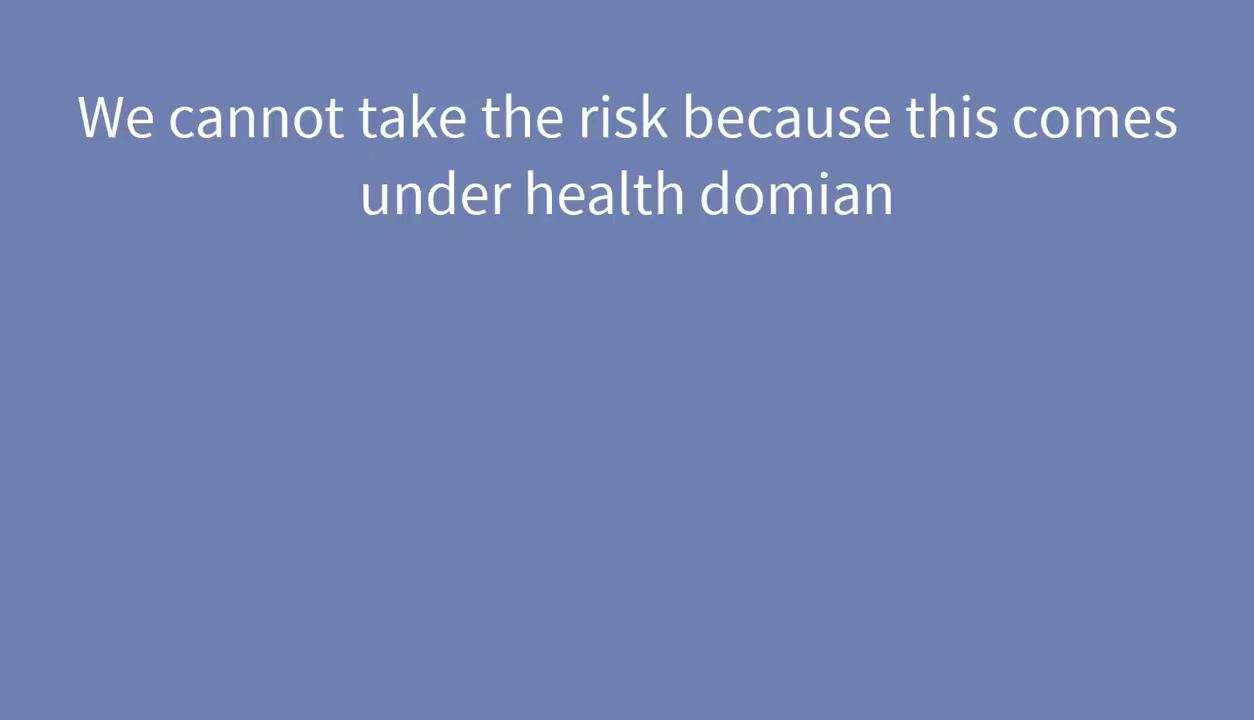 We cannot take the risk because this comes
under health domian